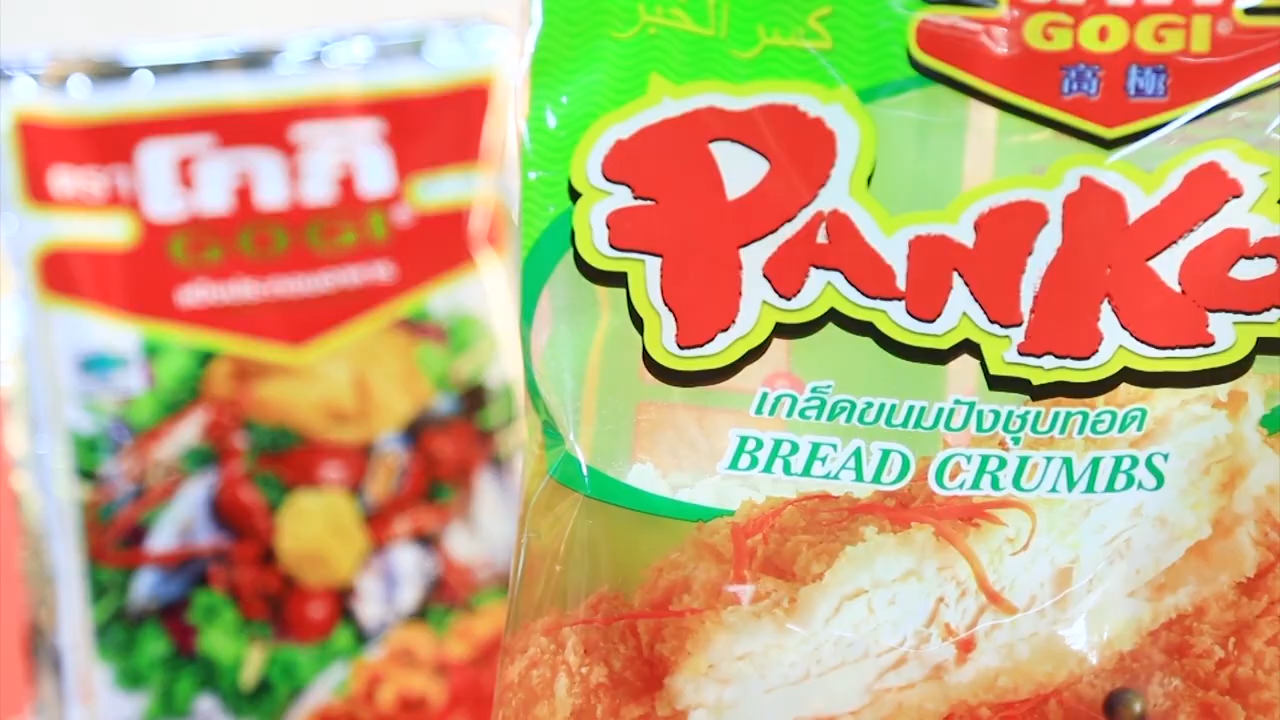 ตรา โกกิ
GOGI
كسر الخبز
GOGI
高極
PANKO
เกล็ดขนมปังชุบทอด
BREAD CRUMBS